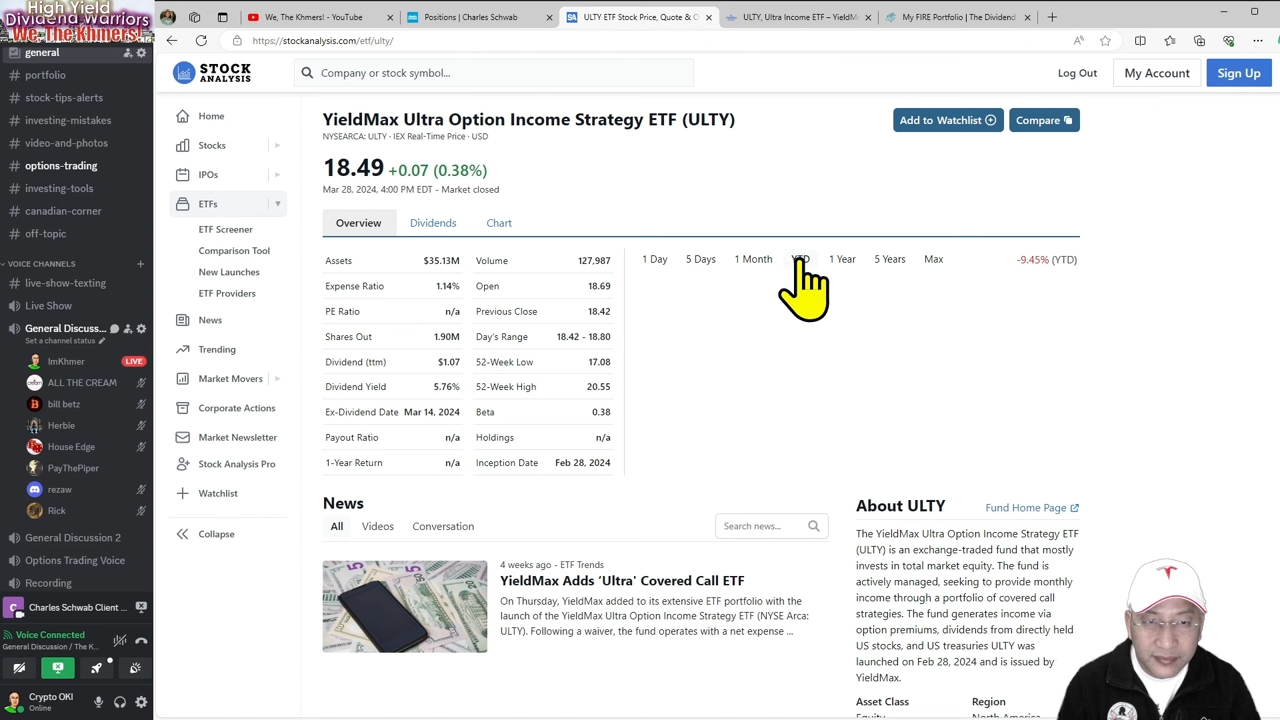 High Yield
Dividend Warriors
We, The Khmers!
general
portfolio
stock-tips-alerts
investing-mistakes
video-and-photos
options-trading
investing-tools
canadian-corner
off-topic
VOICE CHANNELS
live-show-texting
Live Show
General Discuss...
Set a channel status
ImKhmer LIVE
ALL THE CREAM
bill betz
Herbie
House Edge
PayThePiper
rezaw
Rick
General Discussion 2
Options Trading Voice
Recording
Charles Schwab Client ...
Voice Connected
General Discussion / The K...
Crypto OKI
Online
We, The Khmers! - YouTube
Positions | Charles Schwab
ULTY ETF Stock Price, Quote & O
ULTY, Ultra Income ETF – YieldM
My FIRE Portfolio | The Dividend
https://stockanalysis.com/etf/ulty/
STOCK
ANALYSIS
Company or stock symbol...
Log Out
My Account
Sign Up
Home
Stocks
IPOs
ETFs
ETF Screener
Comparison Tool
New Launches
ETF Providers
News
Trending
Market Movers
Corporate Actions
Market Newsletter
Stock Analysis Pro
Watchlist
Collapse
YieldMax Ultra Option Income Strategy ETF (ULTY)
NYSEARCA: ULTY · IEX Real-Time Price · USD
Add to Watchlist
Compare
18.49 +0.07 (0.38%)
Mar 28, 2024, 4:00 PM EDT - Market closed
Overview Dividends Chart
Assets $35.13M Volume 127,987
Expense Ratio 1.14% Open 18.69
PE Ratio n/a Previous Close 18.42
Shares Out 1.90M Day's Range 18.42 - 18.80
Dividend (ttm) $1.07 52-Week Low 17.08
Dividend Yield 5.76% 52-Week High 20.55
Ex-Dividend Date Mar 14, 2024 Beta 0.38
Payout Ratio n/a Holdings n/a
1-Year Return n/a Inception Date Feb 28, 2024
1 Day 5 Days 1 Month YTD 1 Year 5 Years Max -9.45% (YTD)
News
All Videos Conversation
Search news...
4 weeks ago - ETF Trends
YieldMax Adds ‘Ultra' Covered Call ETF
On Thursday, YieldMax added to its extensive ETF portfolio with the
launch of the YieldMax Ultra Option Income Strategy ETF (NYSE Arca:
ULTY). Following a waiver, the fund operates with a net expense ...
About ULTY
Fund Home Page
The YieldMax Ultra Option Income Strategy ETF
(ULTY) is an exchange-traded fund that mostly
invests in total market equity. The fund is
actively managed, seeking to provide monthly
income through a portfolio of covered call
strategies. The fund generates income via
option premiums, dividends from directly held
US stocks, and US treasuries ULTY was
launched on Feb 28, 2024 and is issued by
YieldMax.
Asset Class Region
Equity North America